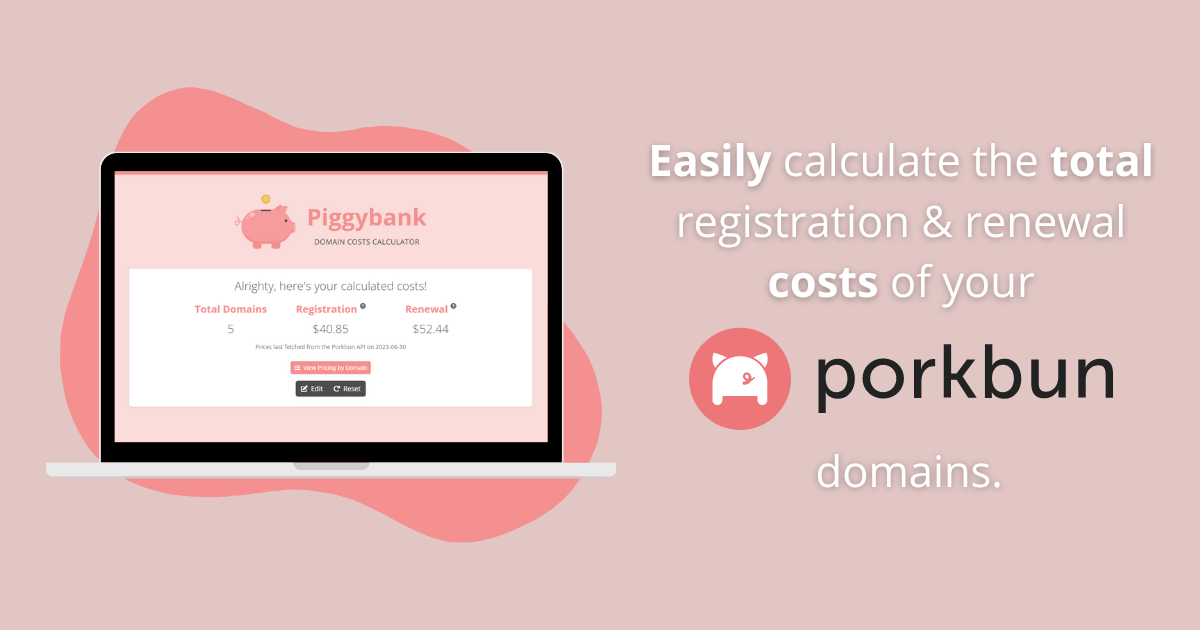 Piggybank
DOMAIN COSTS CALCULATOR
Alrighty, here's your calculated costs!
Total Domains Registration ? Renewal ?
5 $40.85 $52.44
Prices last fetched from the Porkbun API on 2023-06-30
View Pricing by Domain
Edit Reset
Easily calculate the total
registration & renewal
costs of your
porkbun
domains.